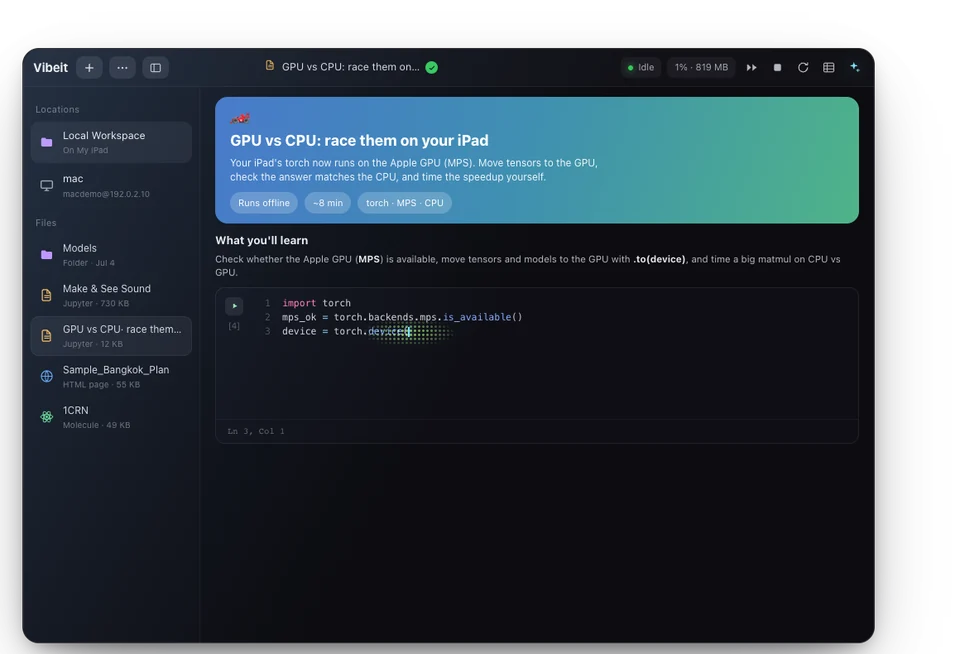 Vibeit
GPU vs CPU: race them on...
Idle
1% · 819 MB
Locations
Local Workspace
On My iPad
mac
macdemo@192.0.2.10
Files
Models
Folder · Jul 4
Make & See Sound
Jupyter · 730 KB
GPU vs CPU· race them...
Jupyter · 12 KB
Sample_Bangkok_Plan
HTML page · 55 KB
1CRN
Molecule · 49 KB
GPU vs CPU: race them on your iPad
Your iPad's torch now runs on the Apple GPU (MPS). Move tensors to the GPU,
check the answer matches the CPU, and time the speedup yourself.
Runs offline
~8 min
torch · MPS · CPU
What you'll learn
Check whether the Apple GPU (MPS) is available, move tensors and models to the GPU with .to(device), and time a big matmul on CPU vs
GPU.
[4]
1 import torch
2 mps_ok = torch.backends.mps.is_available()
3 device = torch.device(
Ln 3, Col 1